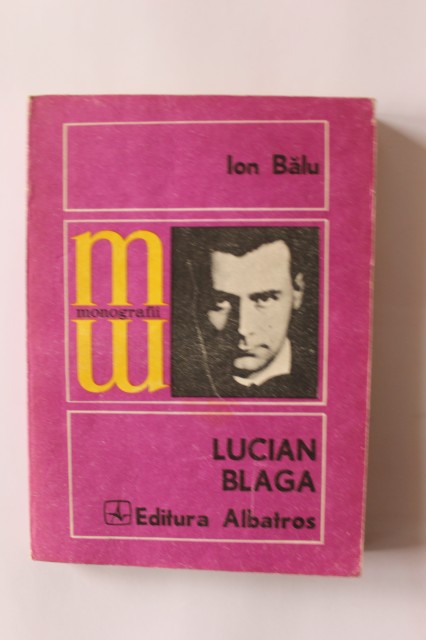 Ion Bălu
m
monografii
m
LUCIAN
BLAGA
Editura Albatros